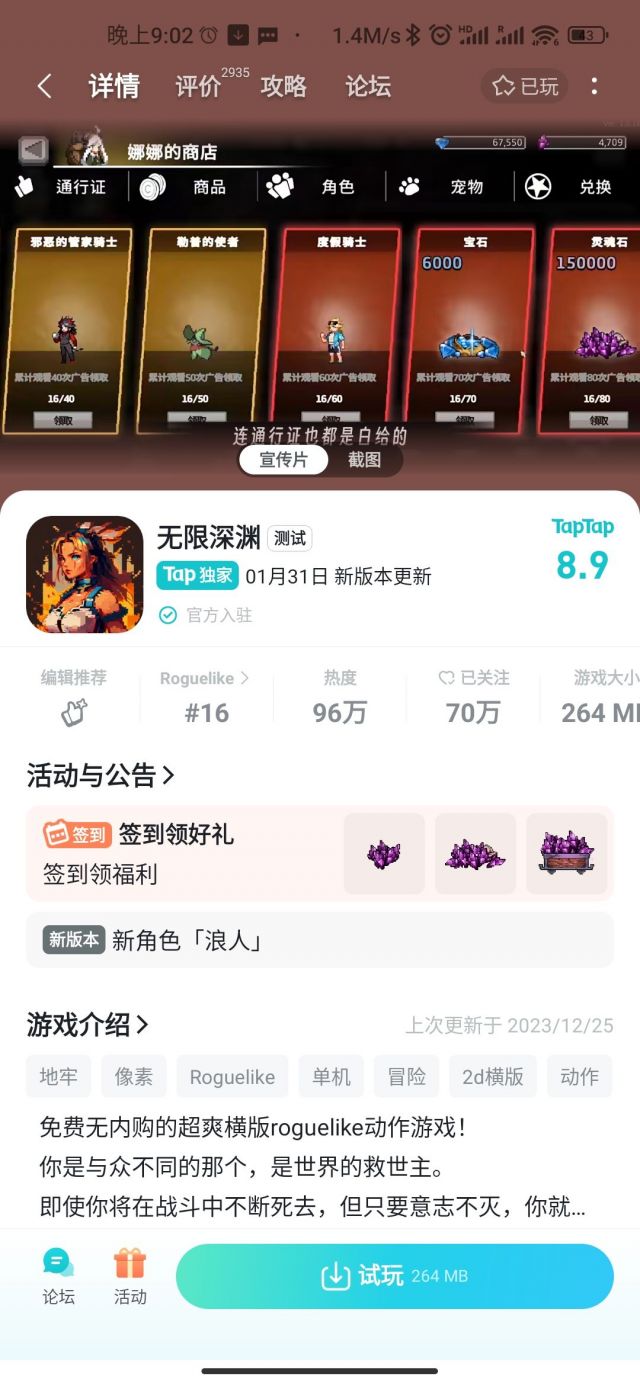 晚上9:02
1.4M/s HD R 43
详情 评价 2935 攻略 论坛 已玩
娜娜的商店 67,550 4,709
通行证 商品 角色 宠物 兑换
邪恶的管家骑士 勒普的使者 度假骑士 宝石 灵魂石
6000 150000
累计观看40次广告领取 累计观看50次广告领取 累计观看60次广告领取 累计观看70次广告领取 累计观看80次广告领取
16/40 16/50 16/60 16/70 16/80
领取 领取 领取 领取 领取
连通行证也都是白给的
宣传片 截图
无限深渊 测试
TapTap
8.9
Tap 独家 01月31日 新版本更新
官方入驻
编辑推荐 Roguelike 热度 已关注 游戏大小
#16 96万 70万 264 MB
活动与公告
签到 签到领好礼
签到领福利
新版本 新角色「浪人」
游戏介绍 上次更新于 2023/12/25
地牢 像素 Roguelike 单机 冒险 2d横版 动作
免费无内购的超爽横版roguelike动作游戏！
你是与众不同的那个，是世界的救世主。
即使你将在战斗中不断死去，但只要意志不灭，你就...
论坛 活动 试玩 264 MB